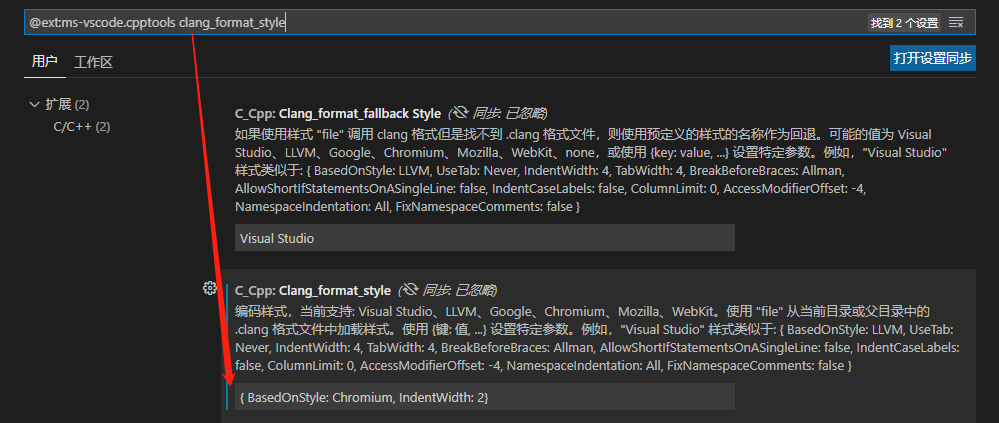 @ext:ms-vscode.cpptools clang_format_style
找到 2 个设置
用户
工作区
打开设置同步
扩展 (2)
C/C++ (2)
C_Cpp: Clang_format_fallback Style (同步: 已忽略)
如果使用样式 "file" 调用 clang 格式但是找不到 .clang 格式文件，则使用预定义的样式的名称作为回退。可能的值为 Visual
Studio、LLVM、Google、Chromium、Mozilla、WebKit、none，或使用 {key: value, ...} 设置特定参数。例如，"Visual Studio"
样式类似于: { BasedOnStyle: LLVM, UseTab: Never, IndentWidth: 4, TabWidth: 4, BreakBeforeBraces: Allman,
AllowShortIfStatementsOnASingleLine: false, IndentCaseLabels: false, ColumnLimit: 0, AccessModifierOffset: -4,
NamespaceIndentation: All, FixNamespaceComments: false }
Visual Studio
C_Cpp: Clang_format_style (同步: 已忽略)
编码样式，当前支持: Visual Studio、LLVM、Google、Chromium、Mozilla、WebKit。使用 "file" 从当前目录或父目录中的
.clang 格式文件中加载样式。使用 {键: 值, ...} 设置特定参数。例如，"Visual Studio" 样式类似于: { BasedOnStyle: LLVM, UseTab:
Never, IndentWidth: 4, TabWidth: 4, BreakBeforeBraces: Allman, AllowShortIfStatementsOnASingleLine: false, IndentCaseLabels:
false, ColumnLimit: 0, AccessModifierOffset: -4, NamespaceIndentation: All, FixNamespaceComments: false }
{ BasedOnStyle: Chromium, IndentWidth: 2}